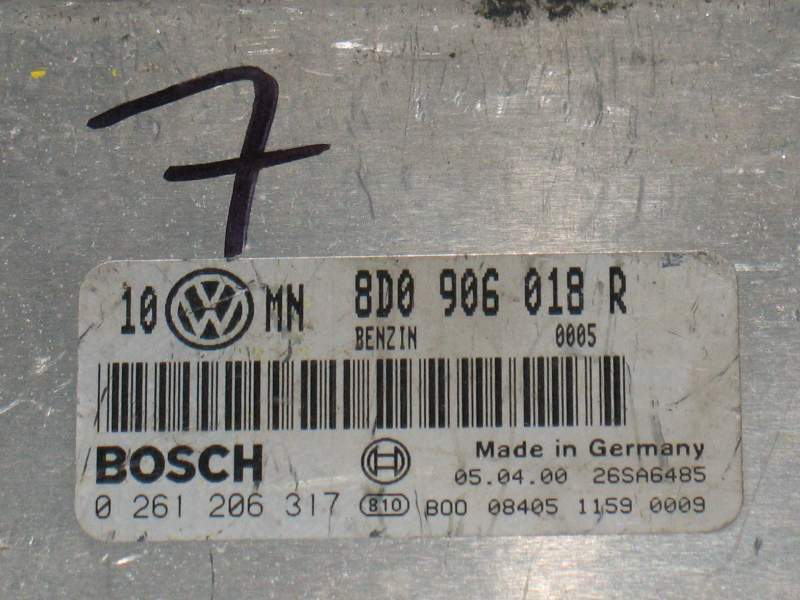 7
10 VW MN 8D0 906 018 R
BENZIN 0005
BOSCH Made in Germany
05.04.00 26SA6485
0 261 206 317 810 B00 08405 1159 0009